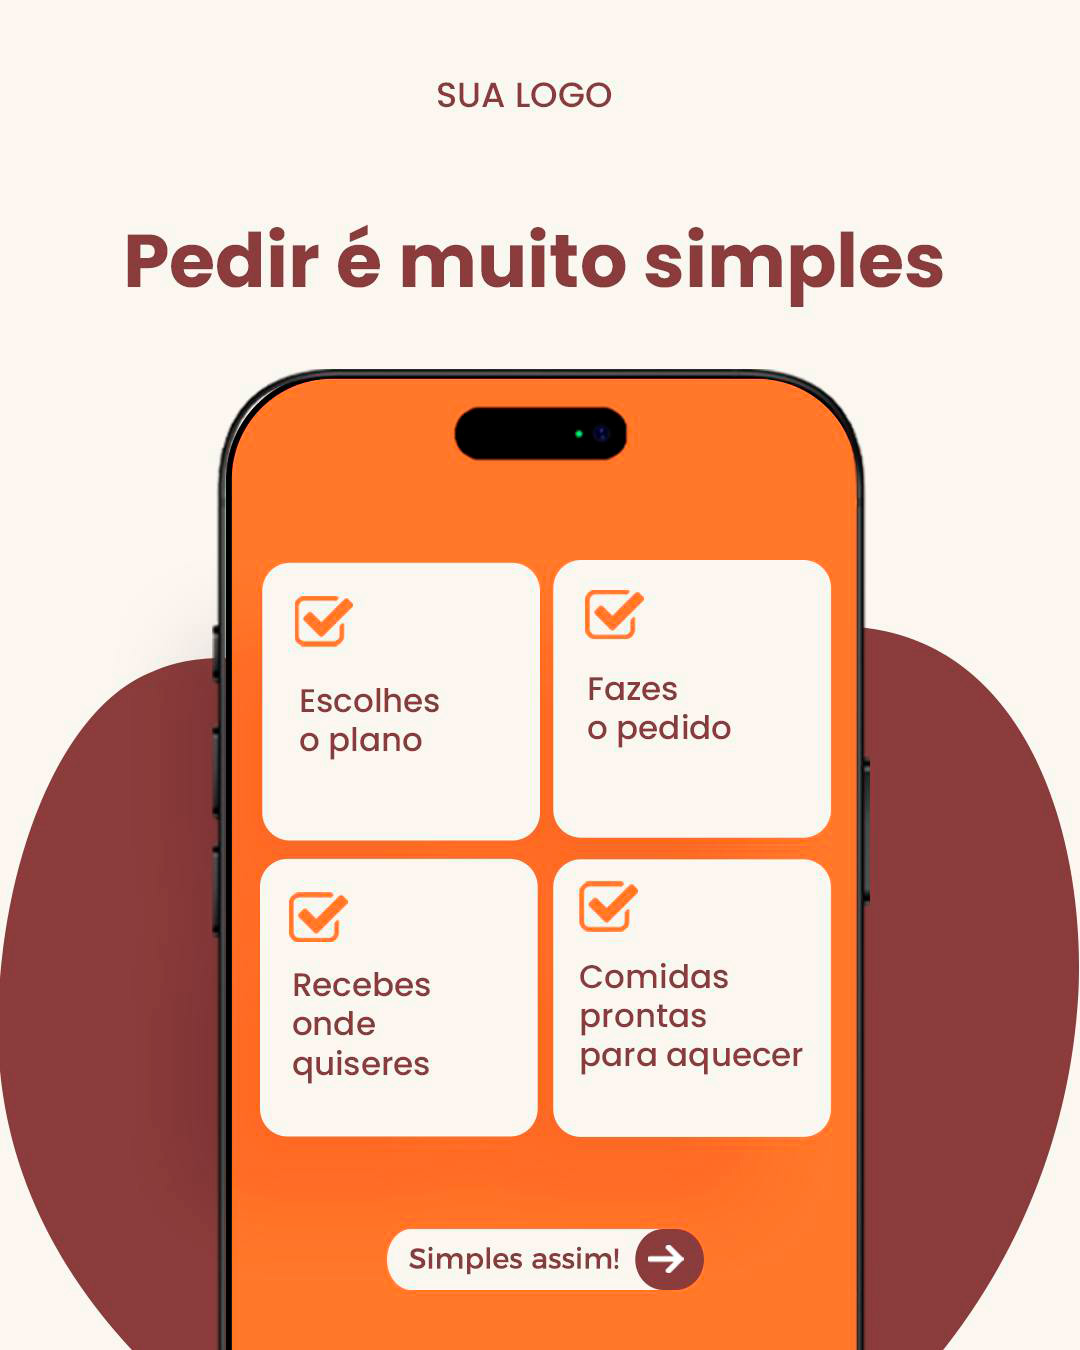 SUA LOGO
Pedir é muito simples
Escolhes
o plano
Fazes
o pedido
Recebes
onde
quiseres
Comidas
prontas
para aquecer
Simples assim!